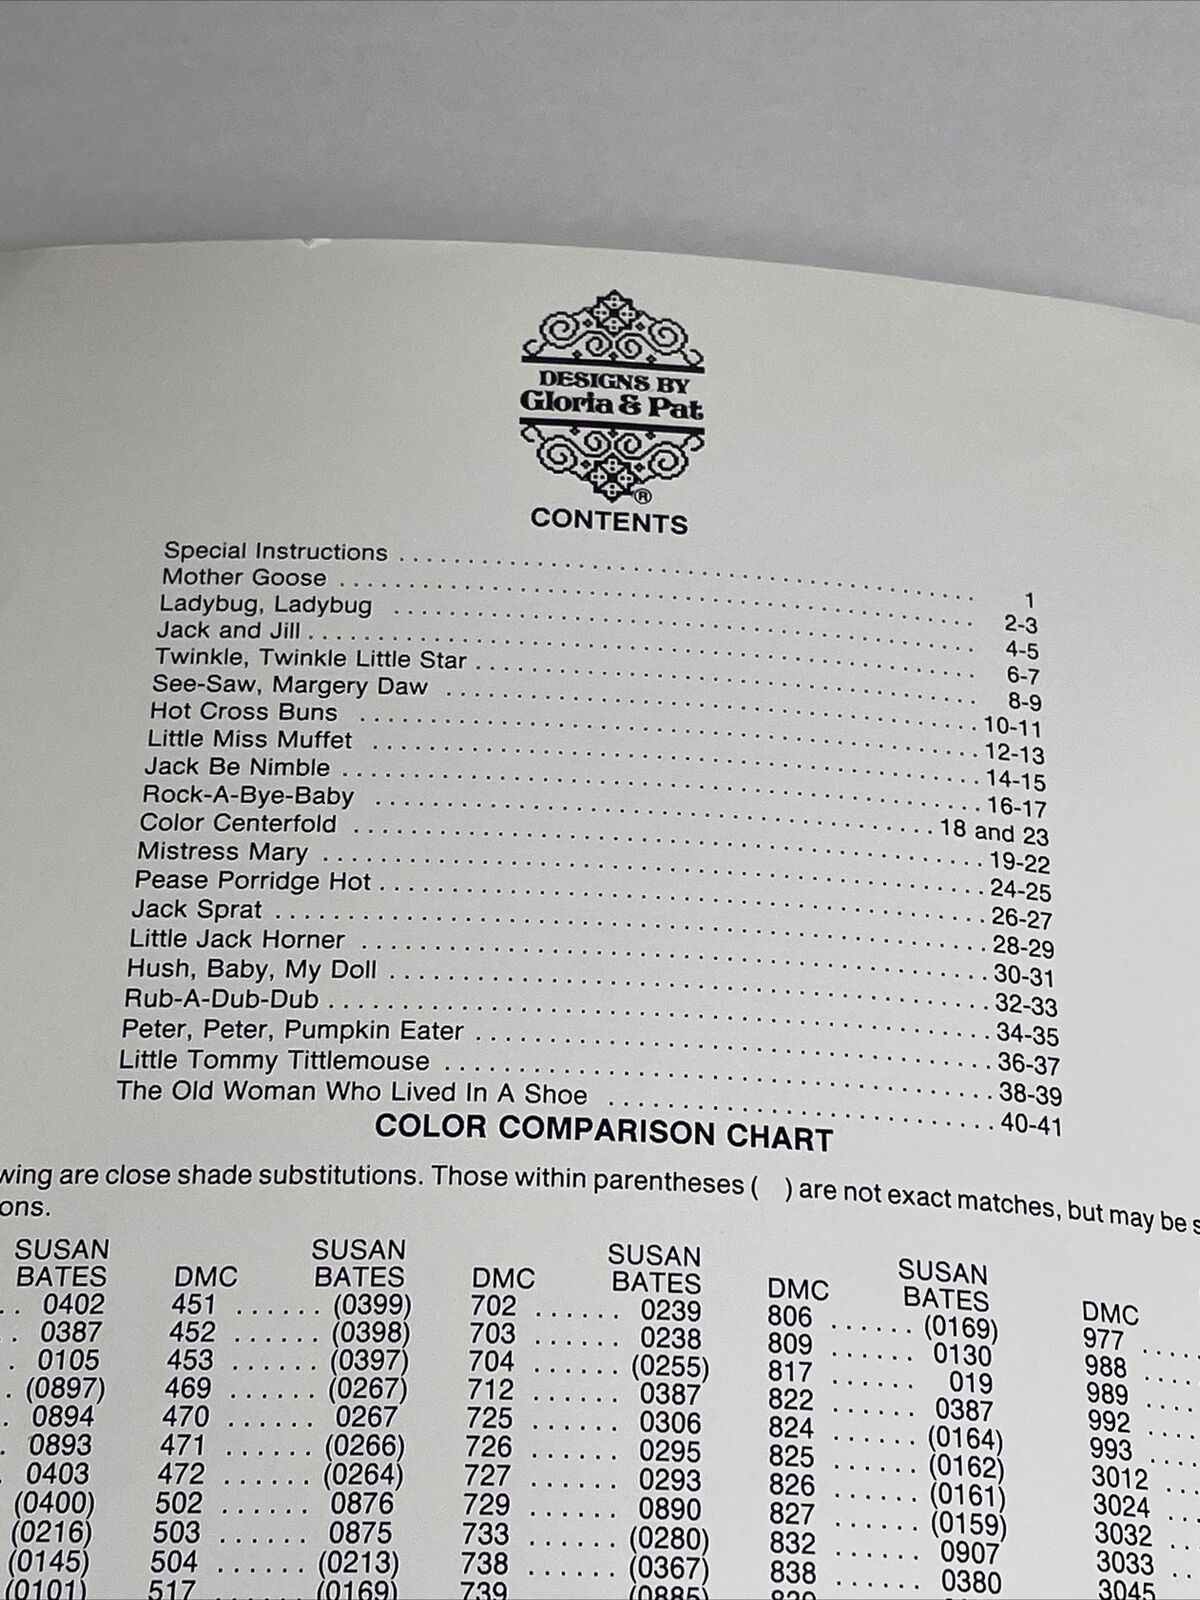 DESIGNS BY
Gloria & Pat
®
CONTENTS
Special Instructions . . . . . . . . . . 1
Mother Goose . . . . . . . . . . 2-3
Ladybug, Ladybug . . . . . . . . . . 4-5
Jack and Jill . . . . . . . . . . 6-7
Twinkle, Twinkle Little Star . . . . . . . . . . 8-9
See-Saw, Margery Daw . . . . . . . . . . 10-11
Hot Cross Buns . . . . . . . . . . 12-13
Little Miss Muffet . . . . . . . . . . 14-15
Jack Be Nimble . . . . . . . . . . 16-17
Rock-A-Bye-Baby . . . . . . . . . . 18 and 23
Color Centerfold . . . . . . . . . . 19-22
Mistress Mary . . . . . . . . . . 24-25
Pease Porridge Hot . . . . . . . . . . 26-27
Jack Sprat . . . . . . . . . . 28-29
Little Jack Horner . . . . . . . . . . 30-31
Hush, Baby, My Doll . . . . . . . . . . 32-33
Rub-A-Dub-Dub . . . . . . . . . . 34-35
Peter, Peter, Pumpkin Eater . . . . . . . . . . 36-37
Little Tommy Tittlemouse . . . . . . . . . . 38-39
The Old Woman Who Lived In A Shoe . . . . . . . . . . 40-41
COLOR COMPARISON CHART
wing are close shade substitutions. Those within parentheses ( ) are not exact matches, but may be s
ons.
SUSAN SUSAN SUSAN SUSAN
BATES DMC BATES DMC BATES DMC BATES DMC
. . 0402 451 . . . . . . (0399) 702 . . . . . . 0239 806 . . . . . . (0169) 977 . . . .
. . 0387 452 . . . . . . (0398) 703 . . . . . . 0238 809 . . . . . . 0130 988 . . . .
. 0105 453 . . . . . . (0397) 704 . . . . . . (0255) 817 . . . . . . 019 989 . . . .
. (0897) 469 . . . . . . (0267) 712 . . . . . . 0387 822 . . . . . . 0387 992 . . . .
. 0894 470 . . . . . . 0267 725 . . . . . . 0306 824 . . . . . . (0164) 993 . . . .
. 0893 471 . . . . . . (0266) 726 . . . . . . 0295 825 . . . . . . (0162) 3012 . . .
. 0403 472 . . . . . . (0264) 727 . . . . . . 0293 826 . . . . . . (0161) 3024 . . .
(0400) 502 . . . . . . 0876 729 . . . . . . 0890 827 . . . . . . (0159) 3032 . . .
(0216) 503 . . . . . . 0875 733 . . . . . . (0280) 832 . . . . . . 0907 3033 . . .
(0145) 504 . . . . . . (0213) 738 . . . . . . (0367) 838 . . . . . . 0380 3045 . . .
(0101) 517 . . . . . . (0169) 739 . . . . . . (0885)